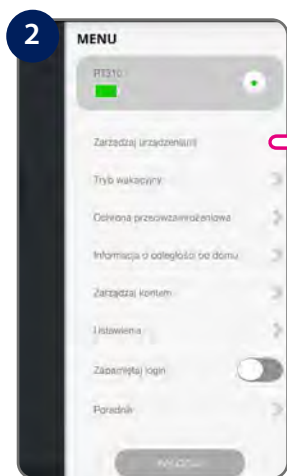 2
MENU
PT310
Zarządzaj urządzeniami
Tryb wakacyjny
Ochrona przeciwzamrożeniowa
Informacja o odległości od domu
Zarządzaj kontem
Ustawienia
Zapamiętaj login
Poradnik